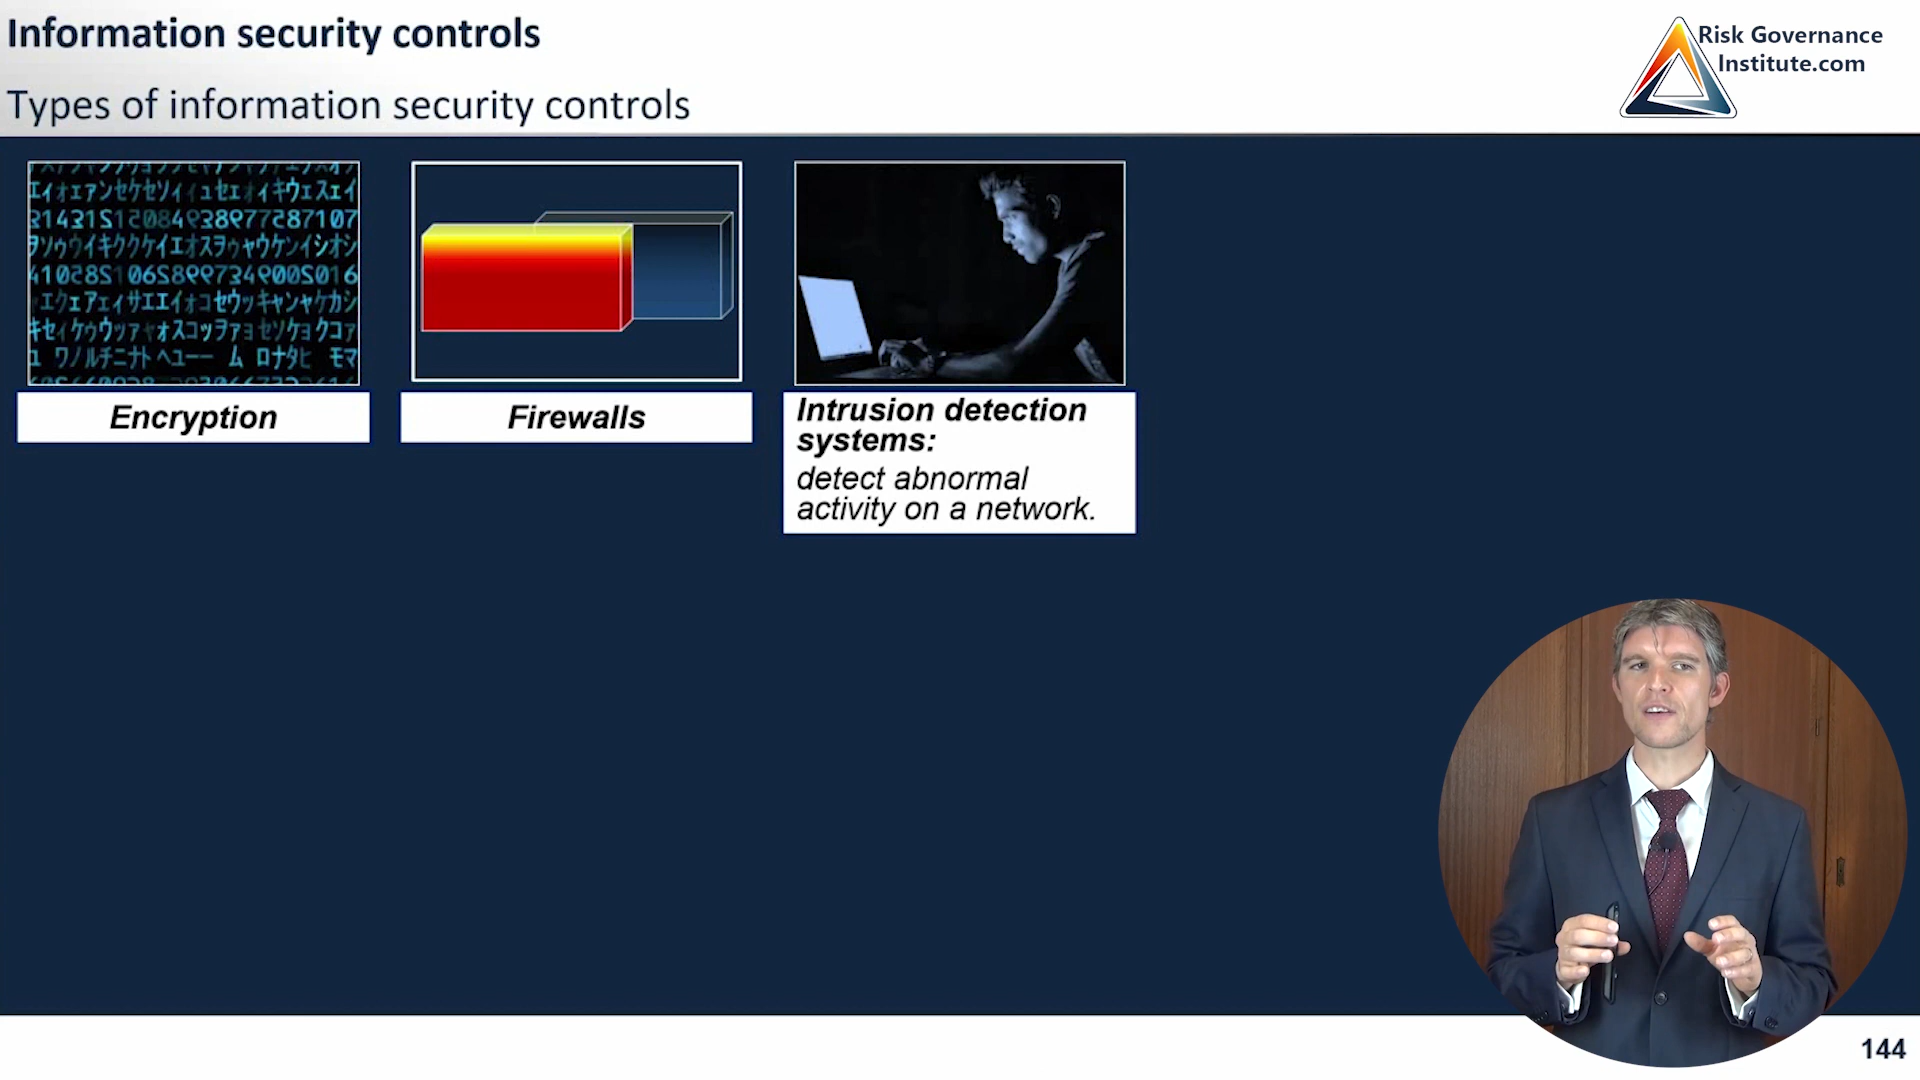 Information security controls
Types of information security controls
Risk Governance
Institute.com
Encryption
Firewalls
Intrusion detection
systems:
detect abnormal
activity on a network.
144